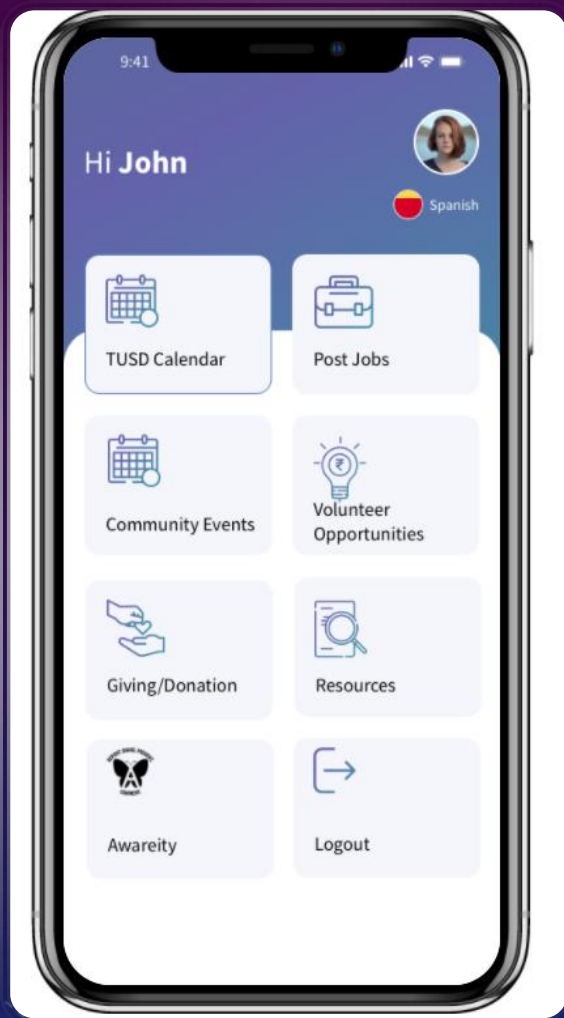 9:41
Hi John
Spanish
TUSD Calendar
Post Jobs
Community Events
Volunteer
Opportunities
₹
Giving/Donation
Resources
A
Awareity
Logout